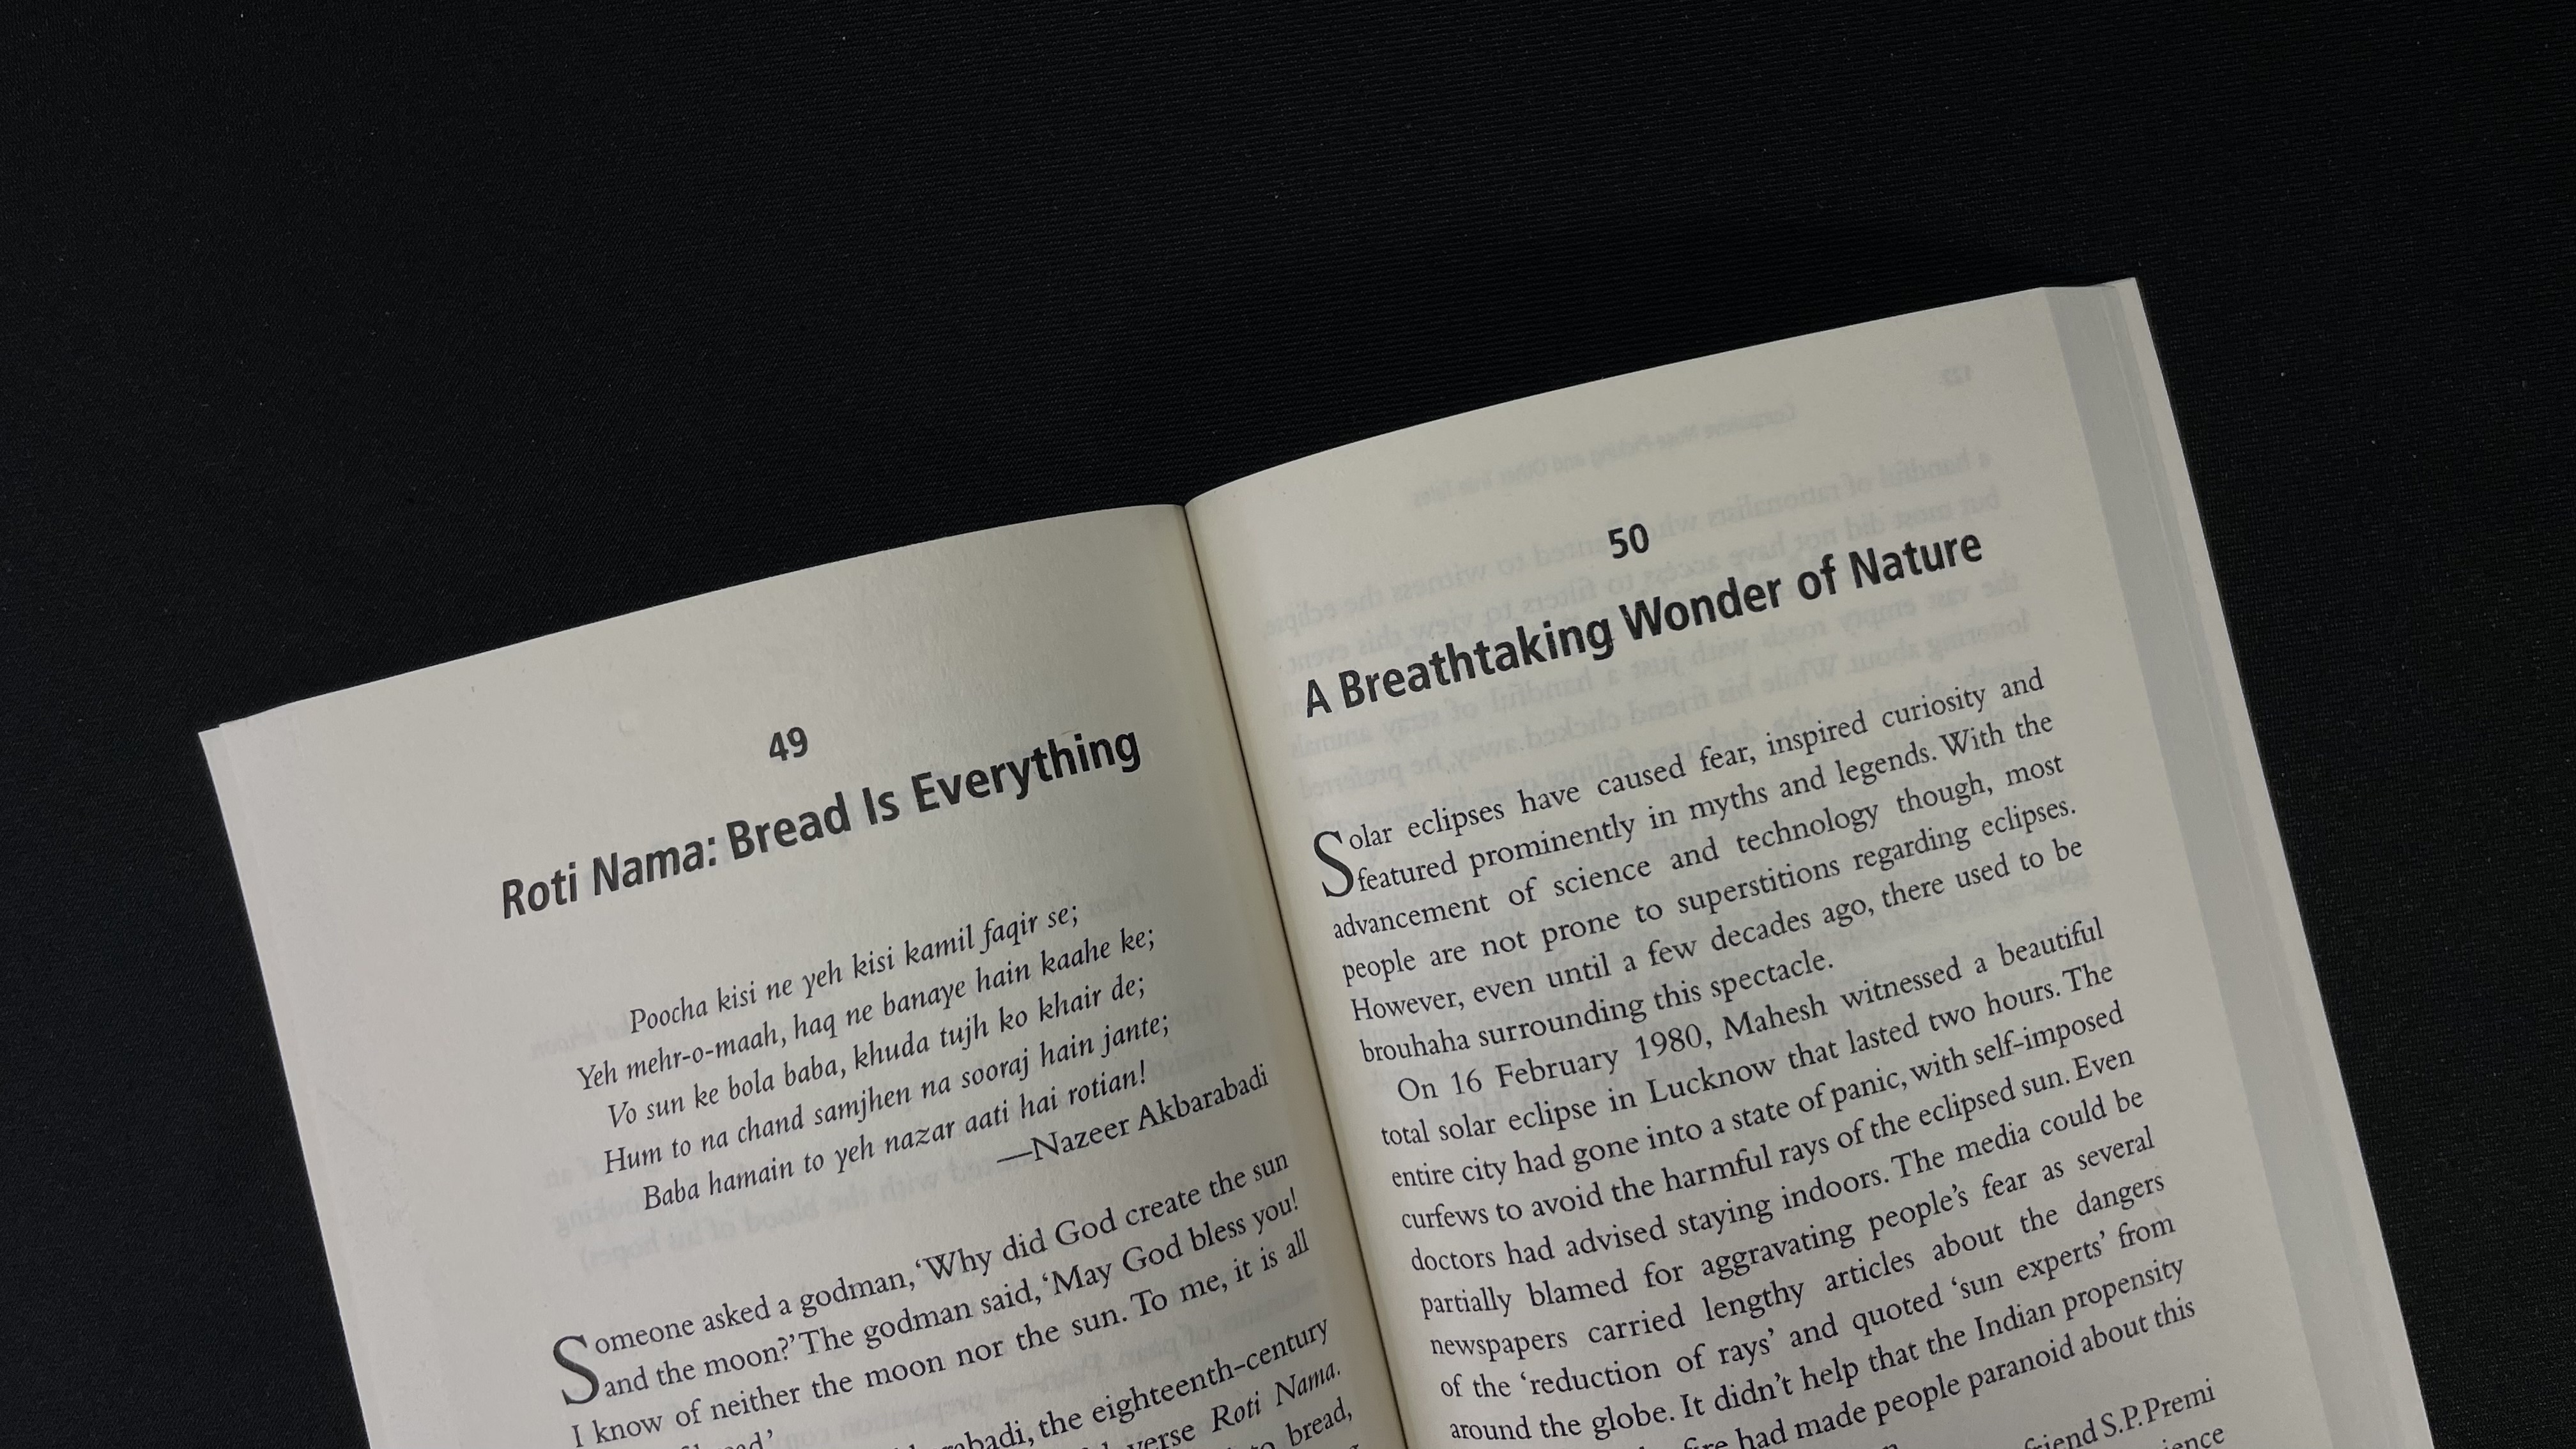 49
Roti Nama: Bread Is Everything
Poocha kisi ne yeh kisi kamil faqir se;
Yeh mehr-o-maah, haq ne banaye hain kaahe ke;
Vo sun ke bola baba, khuda tujh ko khair de;
Hum to na chand samjhen na sooraj hain jante;
Baba hamain to yeh nazar aati hai rotian!
—Nazeer Akbarabadi
Someone asked a godman, ‘Why did God create the sun
and the moon?’ The godman said, ‘May God bless you!
I know of neither the moon nor the sun. To me, it is all
the eighteenth-century
verse Roti Nama.
bread,
50
A Breathtaking Wonder of Nature
Solar eclipses have caused fear, inspired curiosity and
featured prominently in myths and legends. With the
advancement of science and technology though, most
people are not prone to superstitions regarding eclipses.
However, even until a few decades ago, there used to be
brouhaha surrounding this spectacle.
On 16 February 1980, Mahesh witnessed a beautiful
total solar eclipse in Lucknow that lasted two hours. The
entire city had gone into a state of panic, with self-imposed
curfews to avoid the harmful rays of the eclipsed sun. Even
doctors had advised staying indoors. The media could be
partially blamed for aggravating people’s fear as several
newspapers carried lengthy articles about the dangers
of the ‘reduction of rays’ and quoted ‘sun experts’ from
around the globe. It didn’t help that the Indian propensity
had made people paranoid about this
friend S.P. Premi